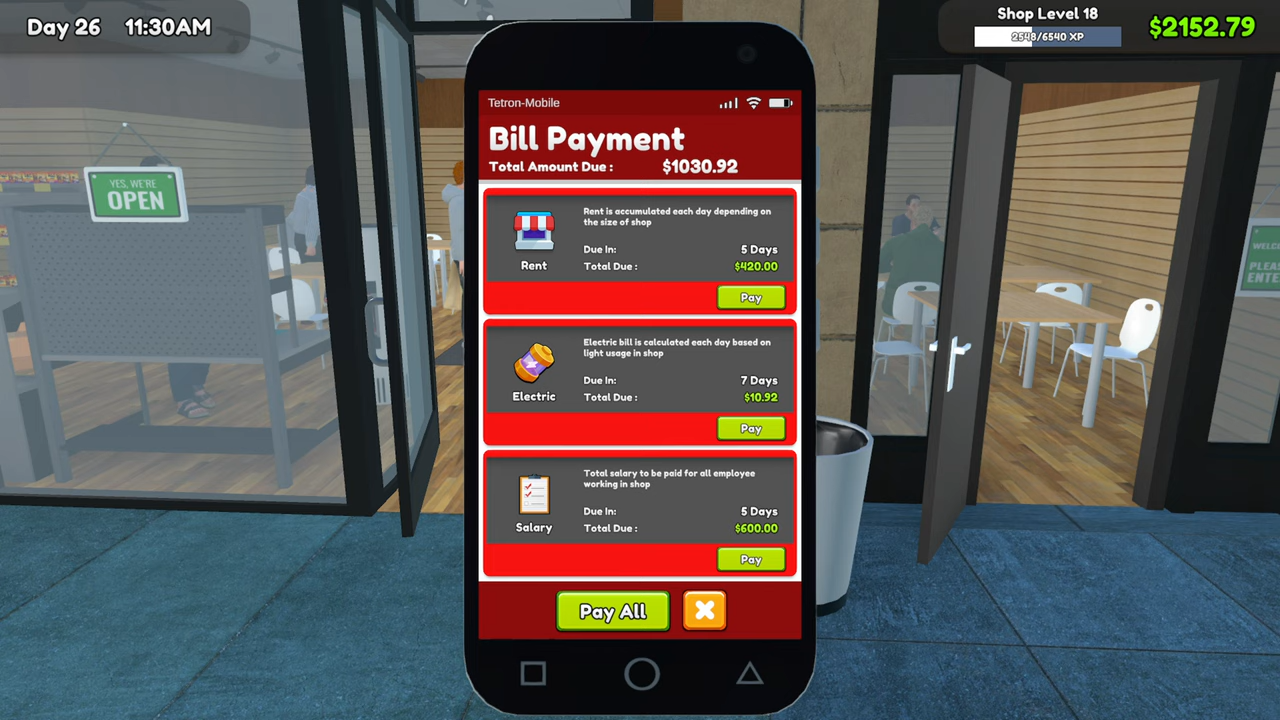 Day 26 11:30AM
Shop Level 18
2548/6540 XP
$2152.79
YES, WE'RE
OPEN
Tetron-Mobile
Bill Payment
Total Amount Due : $1030.92
Rent is accumulated each day depending on
the size of shop
Due In: 5 Days
Total Due : $420.00
Rent
Pay
Electric bill is calculated each day based on
light usage in shop
Due In: 7 Days
Total Due : $10.92
Electric
Pay
Total salary to be paid for all employee
working in shop
Due In: 5 Days
Total Due : $600.00
Salary
Pay
Pay All